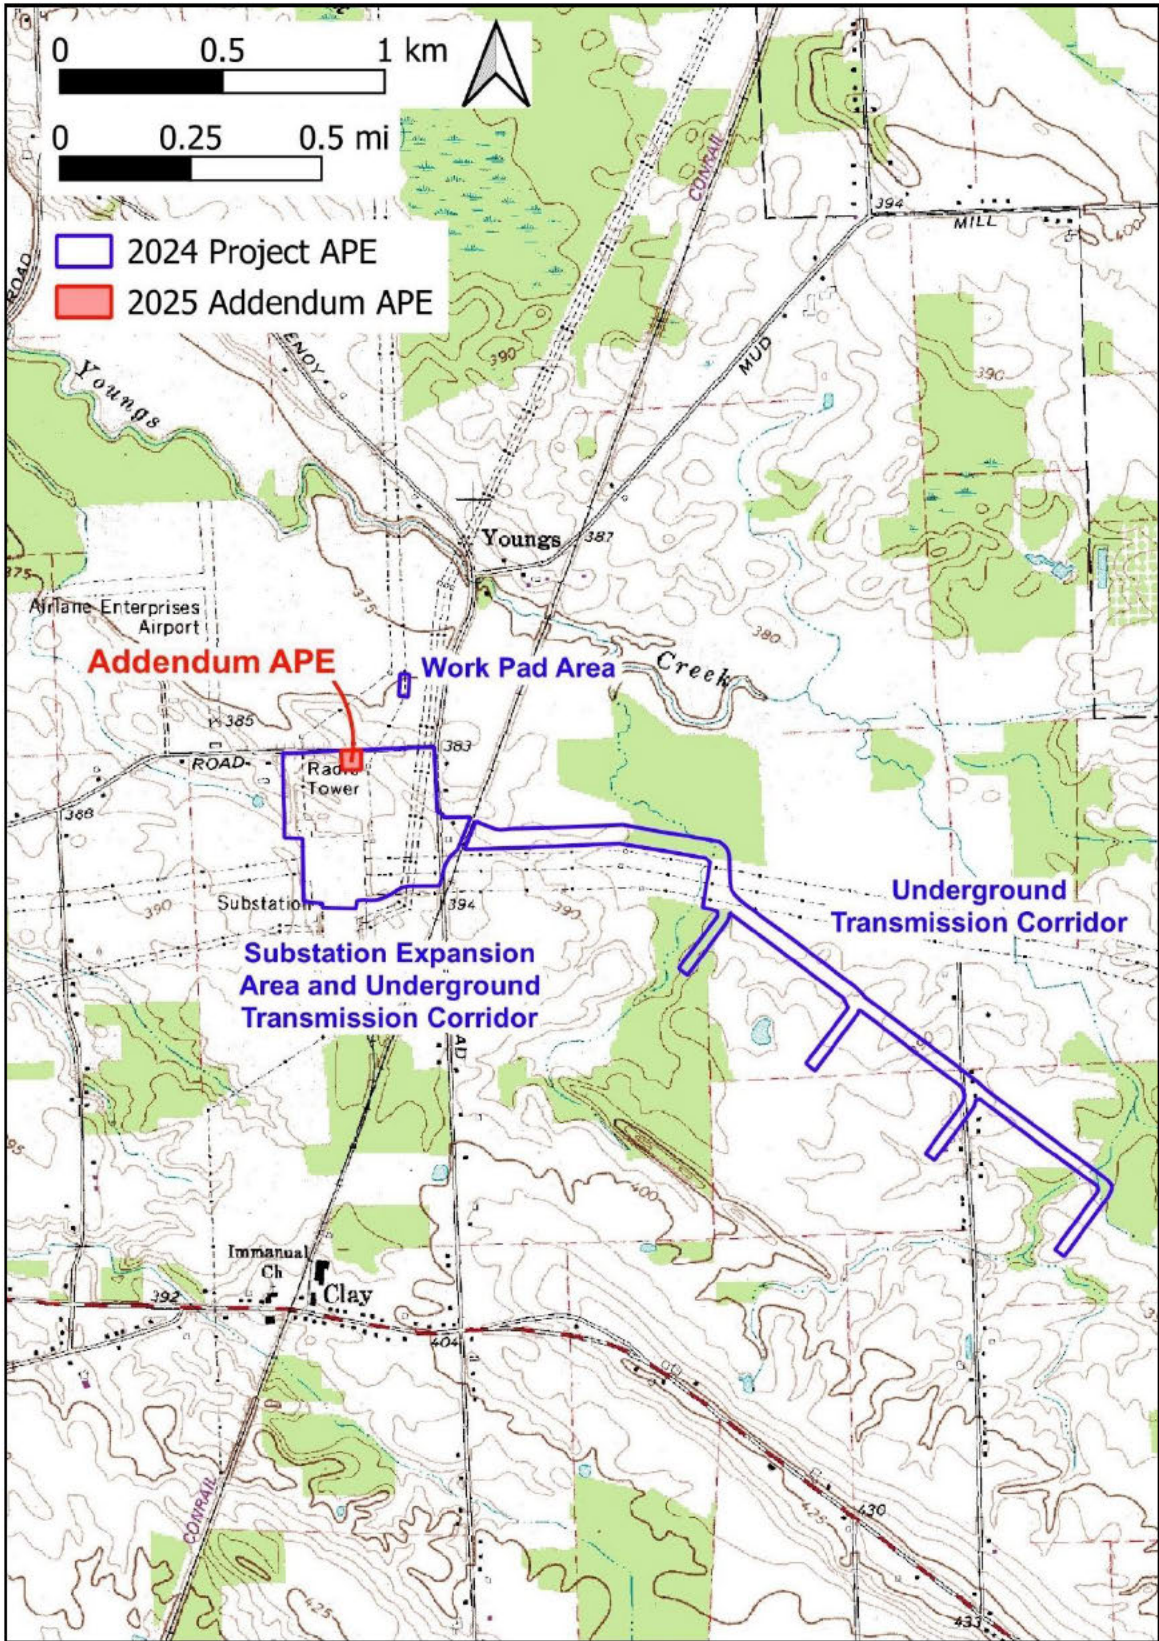 0 0.5 1 km
0 0.25 0.5 mi
2024 Project APE
2025 Addendum APE
CONRAIL
394
MILL
400
ROAD
ENOY
390
MUD
390
Youngs
Youngs
387
375
375
Airlane Enterprises
Airport
380
Addendum APE
Work Pad Area
Creek
385
383
ROAD
Radio
Tower
388
Underground
Transmission Corridor
390
Substation
394
390
Substation Expansion
Area and Underground
Transmission Corridor
AD
395
400
Immanual
Ch
Clay
392
404
CONRAIL
430
425
425
433